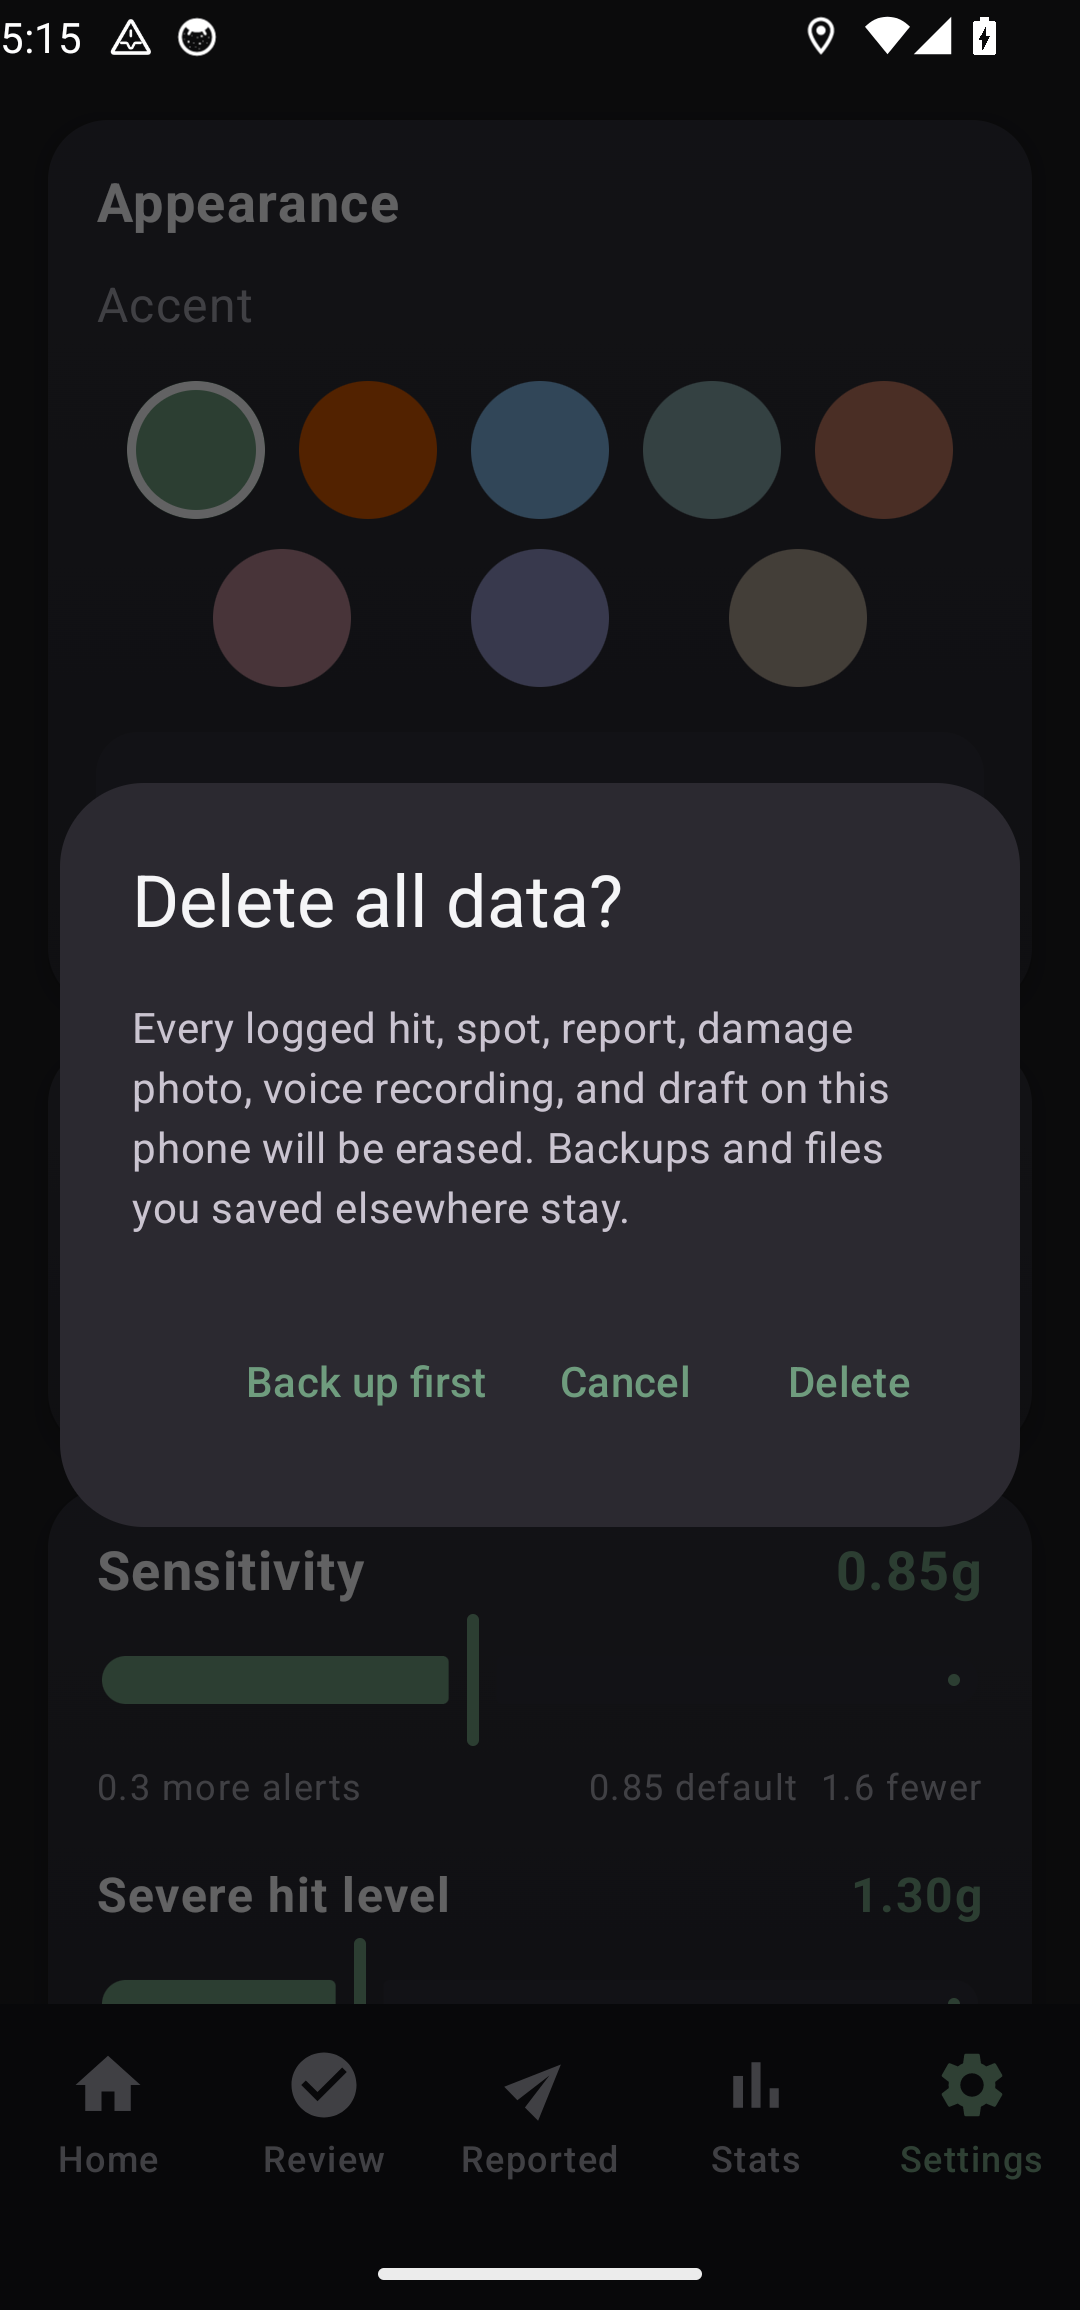 5:15
Appearance
Accent
Delete all data?
Every logged hit, spot, report, damage
photo, voice recording, and draft on this
phone will be erased. Backups and files
you saved elsewhere stay.
Back up first Cancel Delete
Sensitivity 0.85g
0.3 more alerts 0.85 default 1.6 fewer
Severe hit level 1.30g
Home Review Reported Stats Settings